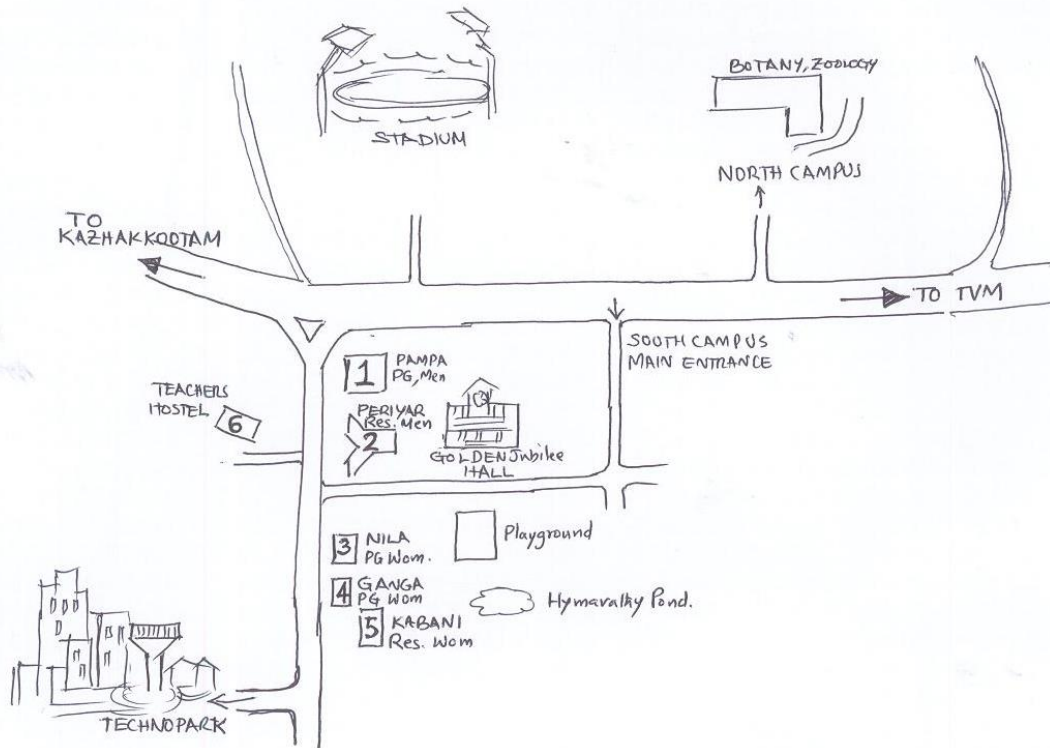 BOTANY, ZOOLOGY
STADIUM
NORTH CAMPUS
TO
KAZHAKKOOTAM
TO TVM
SOUTH CAMPUS
MAIN ENTRANCE
1
PAMPA
PG, Men
TEACHERS
HOSTEL
6
PERIYAR
Res. Men
2
GOLDEN Jubilee
HALL
3
NILA
PG Wom.
Playground
4
GANGA
PG Wom
Hymavathy Pond.
5
KABANI
Res. Wom
TECHNOPARK